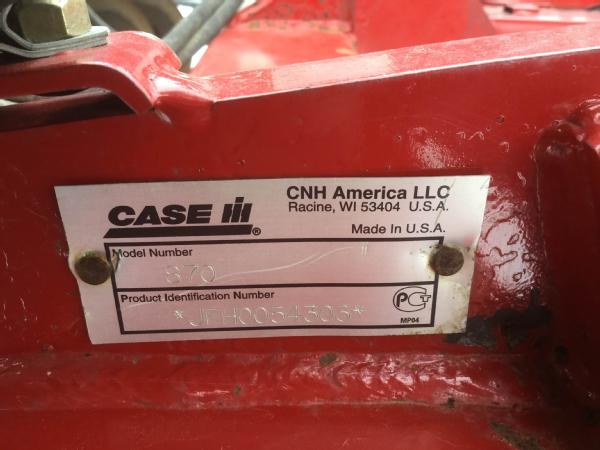 CASE IH®
CNH America LLC
Racine, WI 53404 U.S.A.
Made in U.S.A.
Model Number
870
Product Identification Number
PCT
MP04